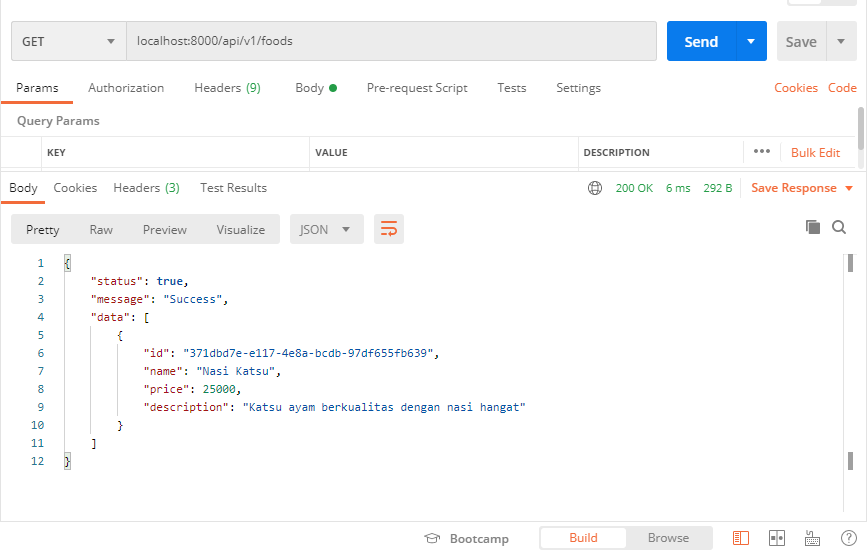 GET localhost:8000/api/v1/foods Send Save
Params Authorization Headers (9) Body Pre-request Script Tests Settings Cookies Code
Query Params
KEY VALUE DESCRIPTION ••• Bulk Edit
Body Cookies Headers (3) Test Results 200 OK 6 ms 292 B Save Response
Pretty Raw Preview Visualize JSON
1 {
2 "status": true,
3 "message": "Success",
4 "data": [
5 {
6 "id": "371dbd7e-e117-4e8a-bcdb-97df655fb639",
7 "name": "Nasi Katsu",
8 "price": 25000,
9 "description": "Katsu ayam berkualitas dengan nasi hangat"
10 }
11 ]
12 }
Bootcamp Build Browse ?